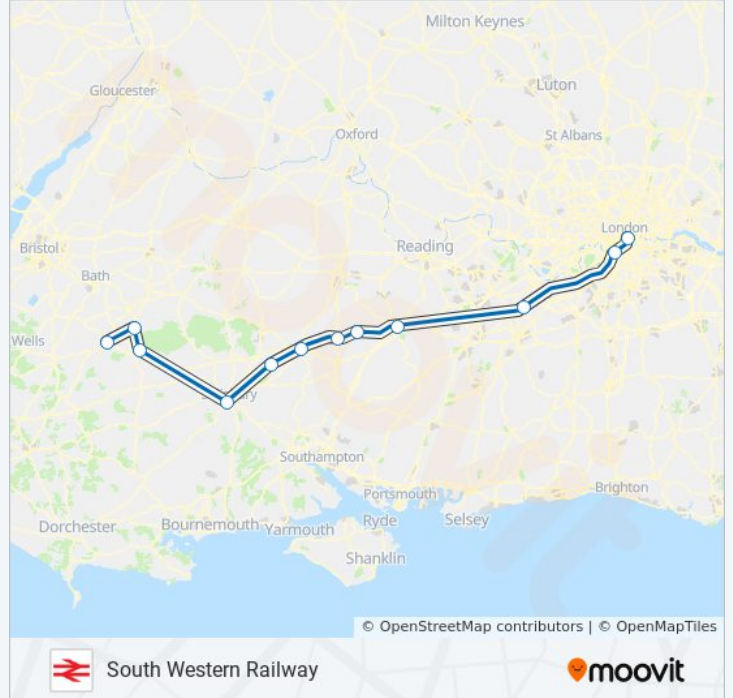 Milton Keynes
Gloucester
Luton
Oxford
St Albans
London
Bristol
Reading
Bath
Wells
Southampton
Portsmouth
Brighton
Dorchester
Bournemouth
Yarmouth
Ryde
Selsey
Shanklin
© OpenStreetMap contributors | © OpenMapTiles
South Western Railway
moovit